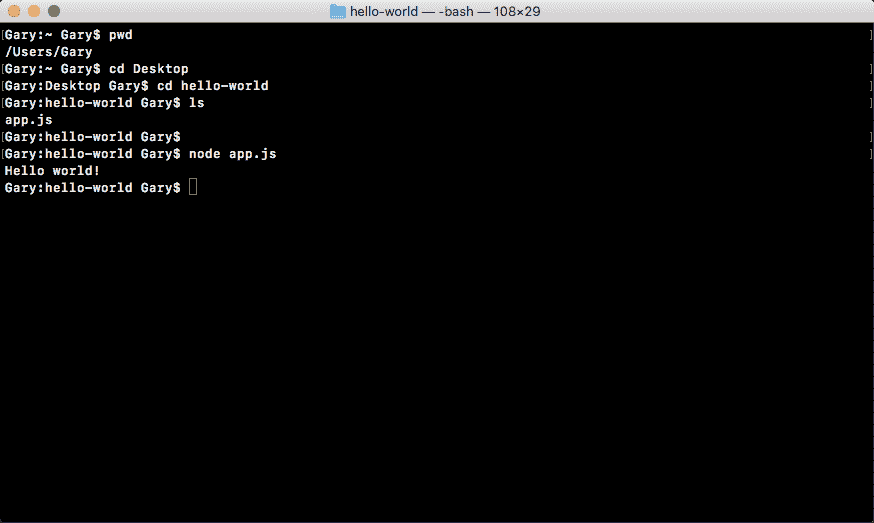 hello-world — -bash — 108×29
[Gary:~ Gary$ pwd ]
/Users/Gary
[Gary:~ Gary$ cd Desktop ]
[Gary:Desktop Gary$ cd hello-world ]
[Gary:hello-world Gary$ ls ]
app.js
[Gary:hello-world Gary$ ]
[Gary:hello-world Gary$ node app.js ]
Hello world!
Gary:hello-world Gary$